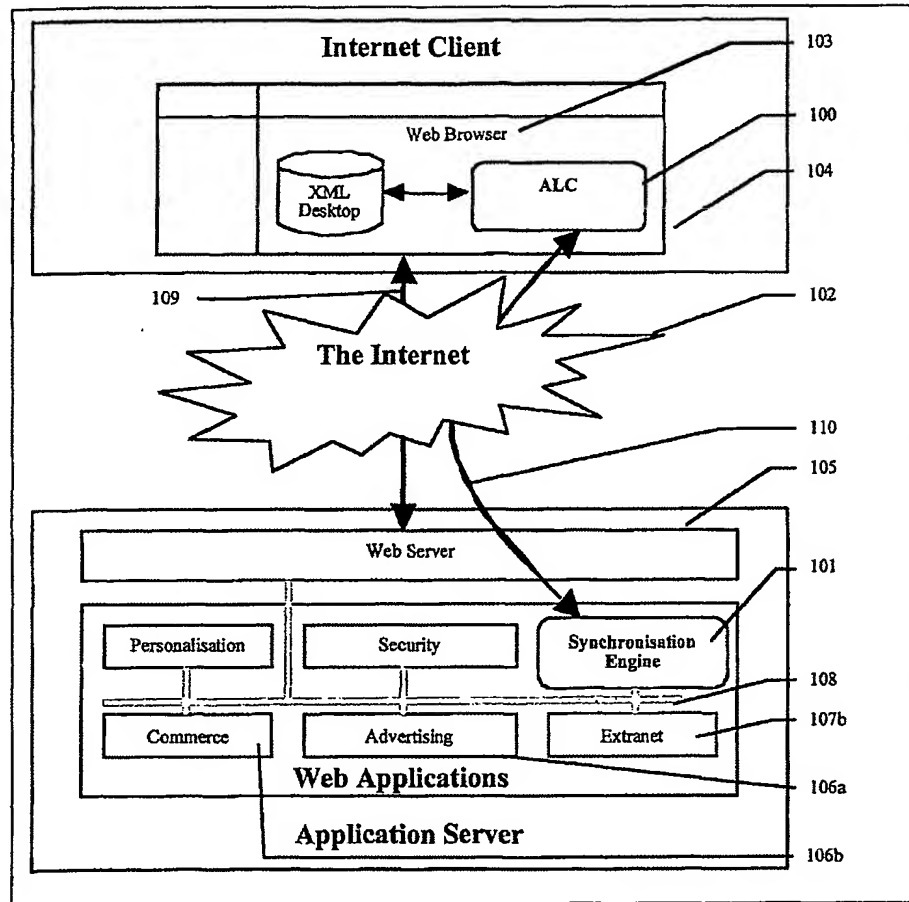 Internet Client
103
Web Browser
100
XML
Desktop
ALC
104
109
102
The Internet
110
105
Web Server
101
Personalisation
Security
Synchronisation
Engine
108
107b
Commerce
Advertising
Extranet
Web Applications
106a
Application Server
106b